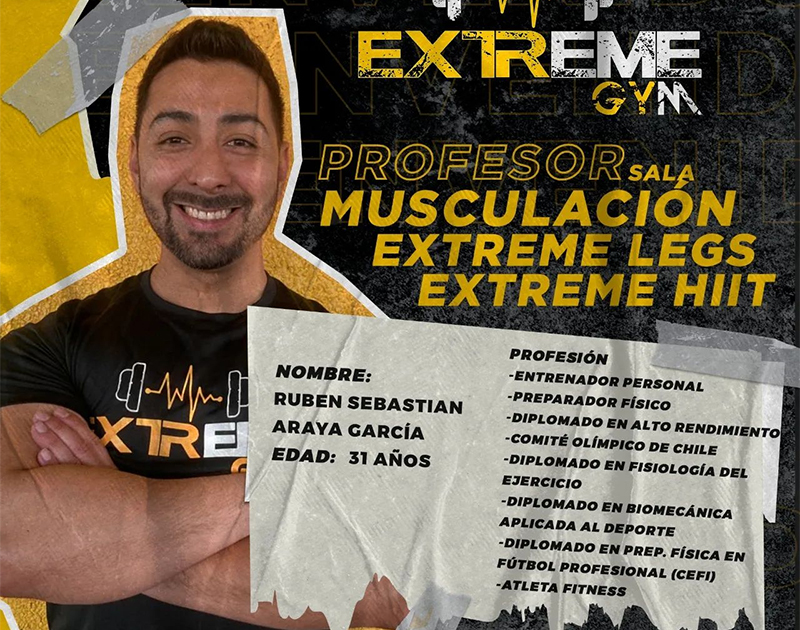 EXTREME
GYM
PROFESOR SALA
MUSCULACIÓN
EXTREME LEGS
EXTREME HIIT
NOMBRE:
RUBEN SEBASTIAN
ARAYA GARCÍA
EDAD: 31 AÑOS
PROFESIÓN
-ENTRENADOR PERSONAL
-PREPARADOR FÍSICO
-DIPLOMADO EN ALTO RENDIMIENTO
-COMITÉ OLÍMPICO DE CHILE
-DIPLOMADO EN FISIOLOGÍA DEL
EJERCICIO
-DIPLOMADO EN BIOMECÁNICA
APLICADA AL DEPORTE
-DIPLOMADO EN PREP. FÍSICA EN
FÚTBOL PROFESIONAL (CEFI)
-ATLETA FITNESS